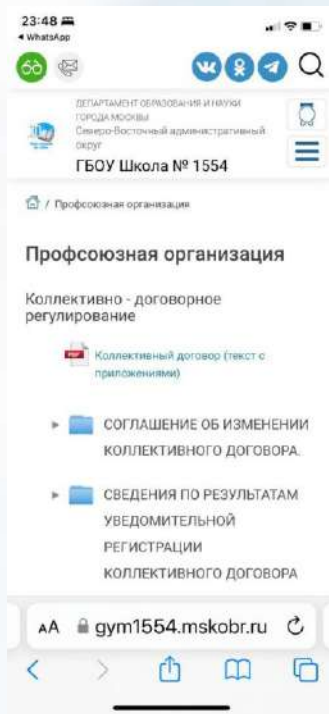 23:48
◀ WhatsApp
ДЕПАРТАМЕНТ ОБРАЗОВАНИЯ И НАУКИ
ГОРОДА МОСКВЫ
Северо-Восточный административный
округ
ГБОУ Школа № 1554
/ Профсоюзная организация
Профсоюзная организация
Коллективно - договорное
регулирование
PDF
Коллективный договор (текст с
приложениями)
СОГЛАШЕНИЕ ОБ ИЗМЕНЕНИИ
КОЛЛЕКТИВНОГО ДОГОВОРА.
СВЕДЕНИЯ ПО РЕЗУЛЬТАТАМ
УВЕДОМИТЕЛЬНОЙ
РЕГИСТРАЦИИ
КОЛЛЕКТИВНОГО ДОГОВОРА
AA gym1554.mskobr.ru